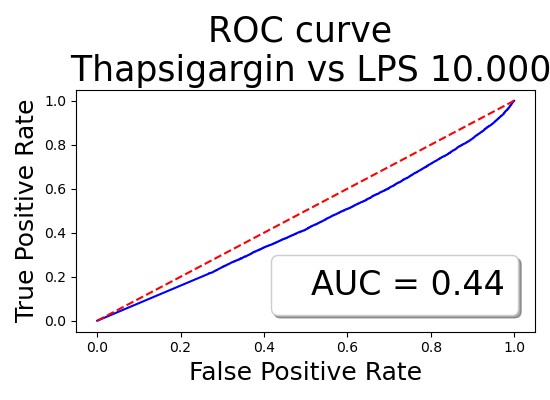 ROC curve
Thapsigargin vs LPS 10.000
True Positive Rate
1.0
0.8
0.6
0.4
0.2
0.0
AUC = 0.44
0.0 0.2 0.4 0.6 0.8 1.0
False Positive Rate